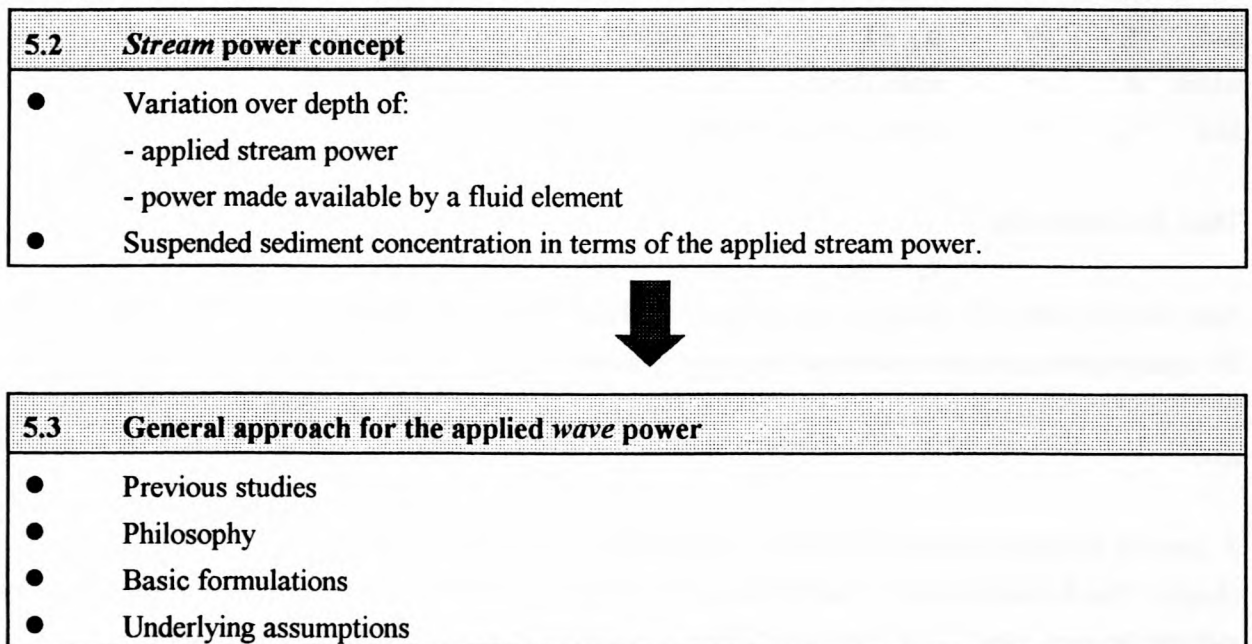 5.2 Stream power concept
● Variation over depth of:
- applied stream power
- power made available by a fluid element
● Suspended sediment concentration in terms of the applied stream power.
5.3 General approach for the applied wave power
● Previous studies
● Philosophy
● Basic formulations
● Underlying assumptions